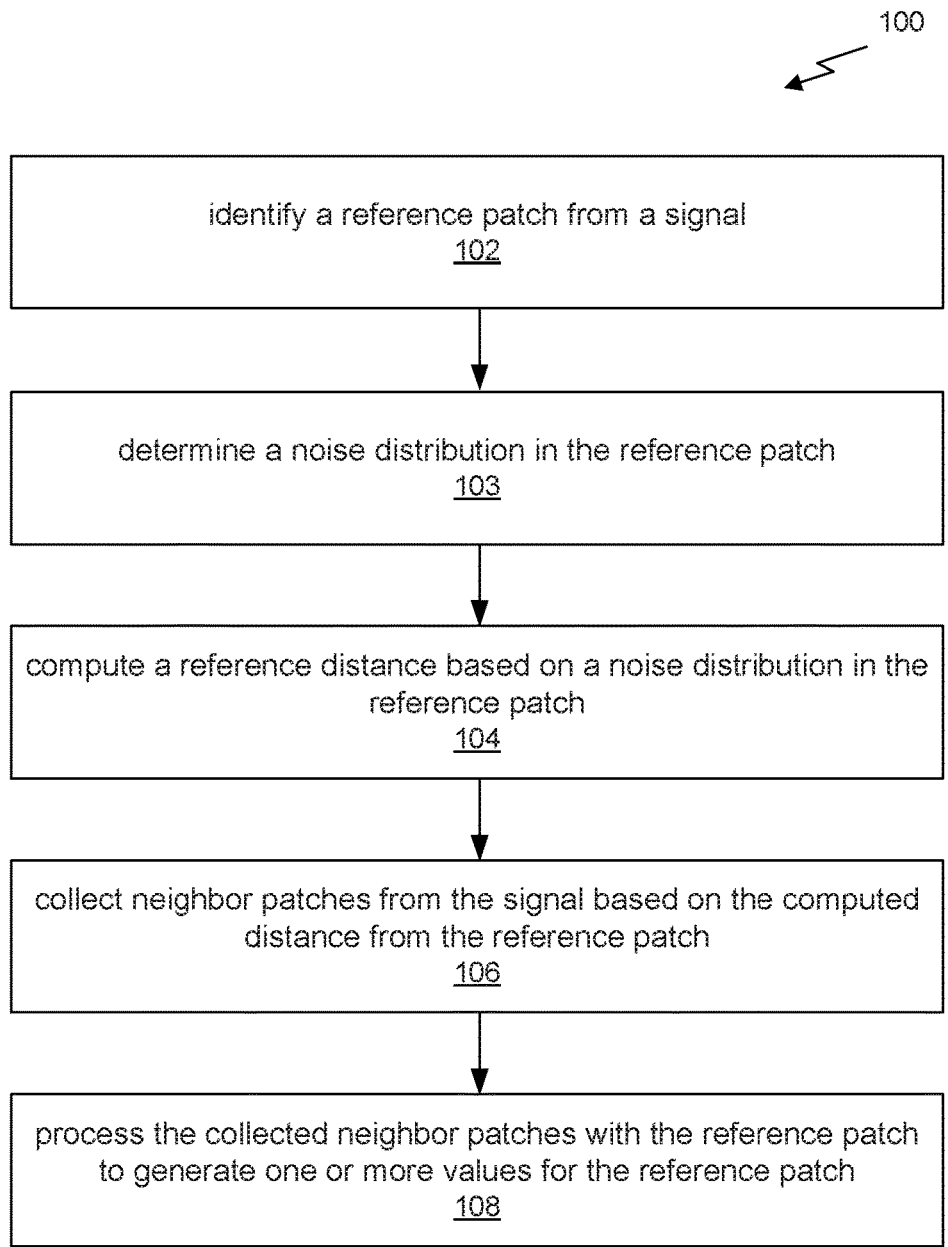 100
identify a reference patch from a signal
102
determine a noise distribution in the reference patch
103
compute a reference distance based on a noise distribution in the
reference patch
104
collect neighbor patches from the signal based on the computed
distance from the reference patch
106
process the collected neighbor patches with the reference patch
to generate one or more values for the reference patch
108